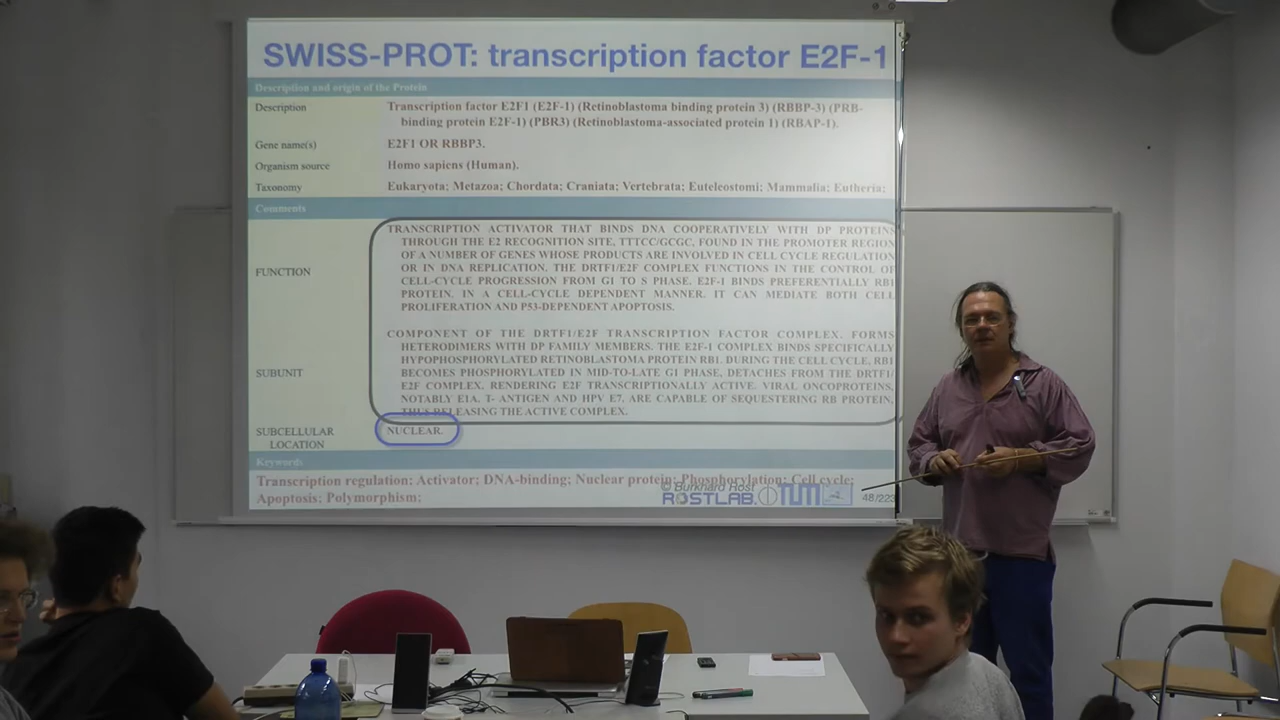 SWISS-PROT: transcription factor E2F-1
Description and origin of the Protein
Description
Transcription factor E2F1 (E2F-1) (Retinoblastoma binding protein 3) (RBBP-3) (PRB-
binding protein E2F-1) (PBR3) (Retinoblastoma-associated protein 1) (RBAP-1).
Gene name(s)
E2F1 OR RBBP3.
Organism source
Homo sapiens (Human).
Taxonomy
Eukaryota; Metazoa; Chordata; Craniata; Vertebrata; Euteleostomi; Mammalia; Eutheria;
Comments
FUNCTION
TRANSCRIPTION ACTIVATOR THAT BINDS DNA COOPERATIVELY WITH DP PROTEINS
THROUGH THE E2 RECOGNITION SITE, TTTCC/GCGC, FOUND IN THE PROMOTER REGION
OF A NUMBER OF GENES WHOSE PRODUCTS ARE INVOLVED IN CELL CYCLE REGULATION
OR IN DNA REPLICATION. THE DRTF1/E2F COMPLEX FUNCTIONS IN THE CONTROL OF
CELL-CYCLE PROGRESSION FROM G1 TO S PHASE. E2F-1 BINDS PREFERENTIALLY RB1
PROTEIN, IN A CELL-CYCLE DEPENDENT MANNER. IT CAN MEDIATE BOTH CELL
PROLIFERATION AND P53-DEPENDENT APOPTOSIS.
SUBUNIT
COMPONENT OF THE DRTF1/E2F TRANSCRIPTION FACTOR COMPLEX. FORMS
HETERODIMERS WITH DP FAMILY MEMBERS. THE E2F-1 COMPLEX BINDS SPECIFICALLY
HYPOPHOSPHORYLATED RETINOBLASTOMA PROTEIN RB1. DURING THE CELL CYCLE, RB1
BECOMES PHOSPHORYLATED IN MID-TO-LATE G1 PHASE, DETACHES FROM THE DRTF1/
E2F COMPLEX, RENDERING E2F TRANSCRIPTIONALLY ACTIVE. VIRAL ONCOPROTEINS,
NOTABLY E1A, T- ANTIGEN AND HPV E7, ARE CAPABLE OF SEQUESTERING RB PROTEIN,
THUS RELEASING THE ACTIVE COMPLEX.
SUBCELLULAR
LOCATION
NUCLEAR.
Keywords
Transcription regulation; Activator; DNA-binding; Nuclear protein; Phosphorylation; Cell cycle;
Apoptosis; Polymorphism;
© Burkhard Rost
ROSTLAB. TUM
48/223